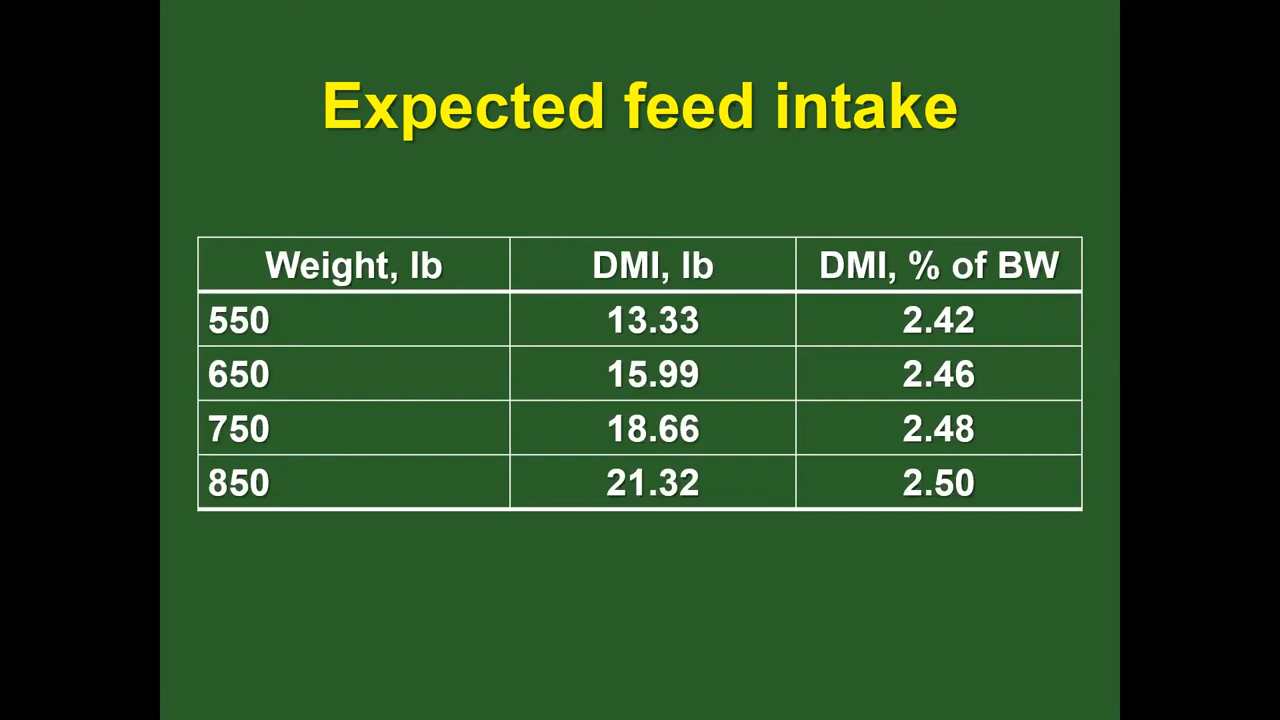 Expected feed intake
Weight, lb DMI, lb DMI, % of BW
550 13.33 2.42
650 15.99 2.46
750 18.66 2.48
850 21.32 2.50